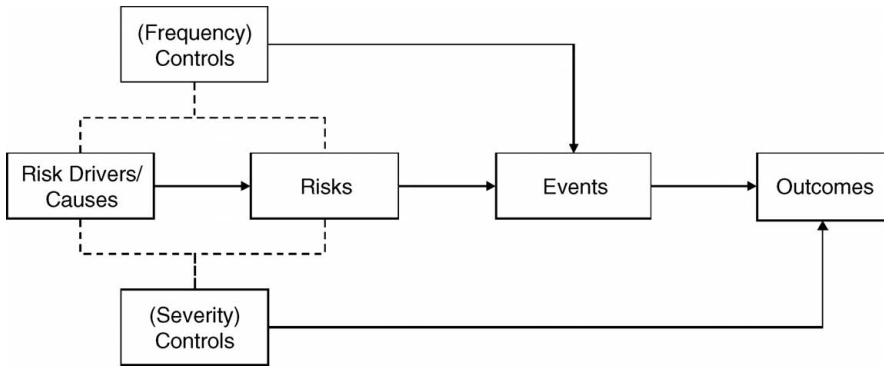 (Frequency)
Controls
Risk Drivers/
Causes
Risks
Events
Outcomes
(Severity)
Controls